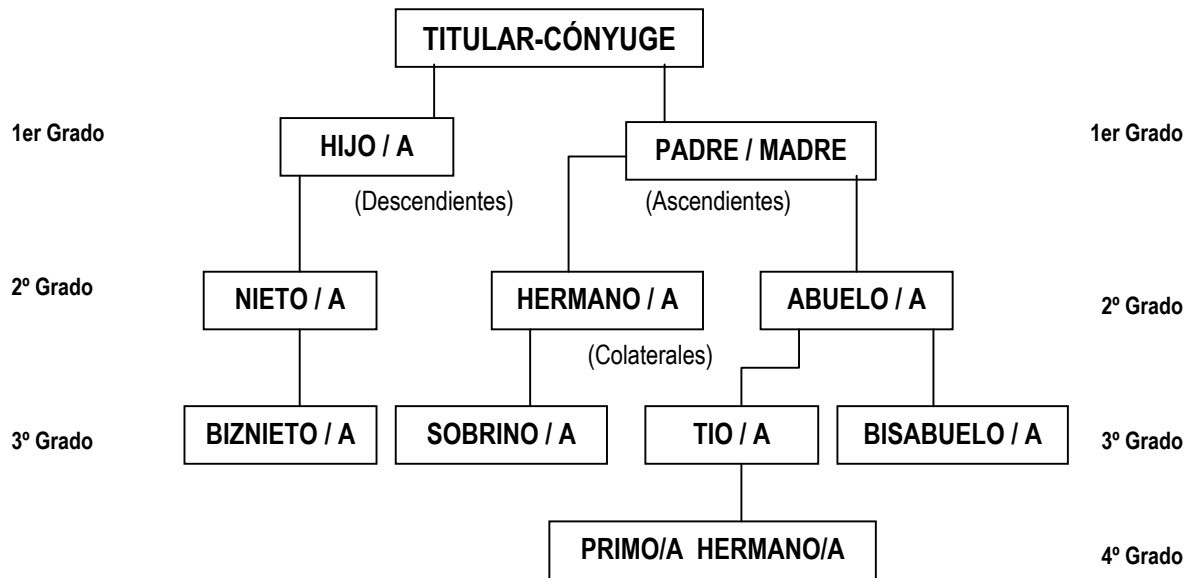 TITULAR-CÓNYUGE
1er Grado
HIJO / A
PADRE / MADRE
1er Grado
(Descendientes)
(Ascendientes)
2º Grado
NIETO / A
HERMANO / A
ABUELO / A
2º Grado
(Colaterales)
3º Grado
BIZNIETO / A
SOBRINO / A
TIO / A
BISABUELO / A
3º Grado
PRIMO/A HERMANO/A
4º Grado